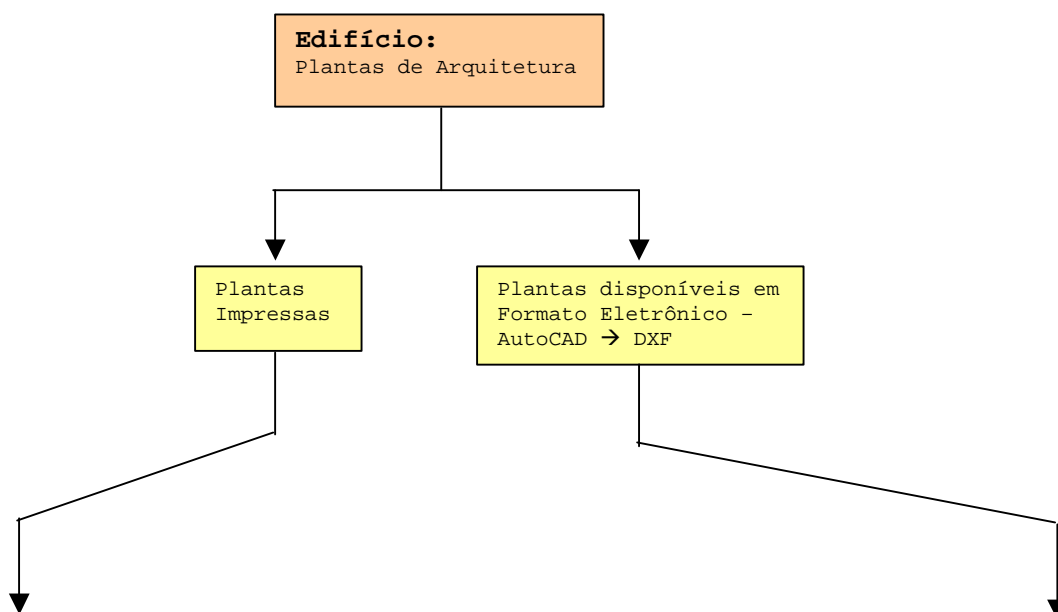 Edifício:
Plantas de Arquitetura
Plantas
Impressas
Plantas disponíveis em
Formato Eletrônico –
AutoCAD → DXF